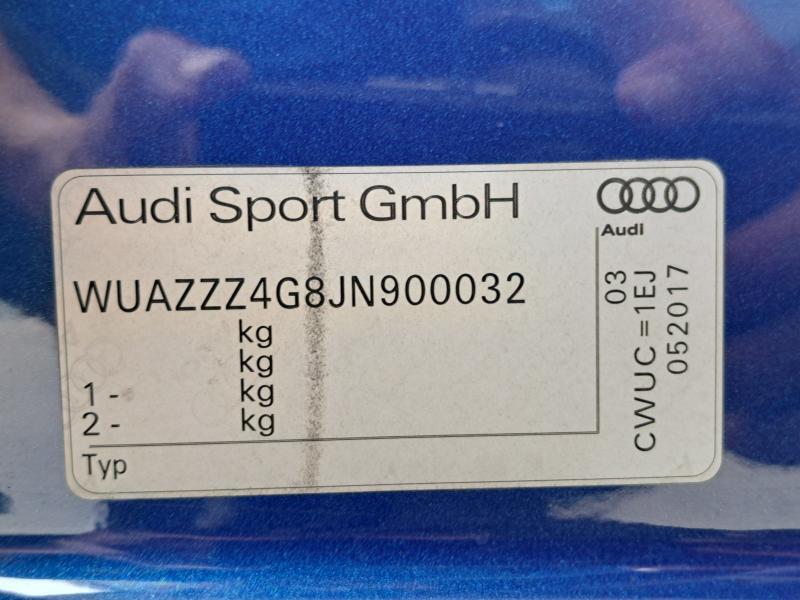 Audi Sport GmbH
Audi
WUAZZZ4G8JN900032
kg
kg
1 - kg
2 - kg
Typ
03
CWUC =1EJ
052017